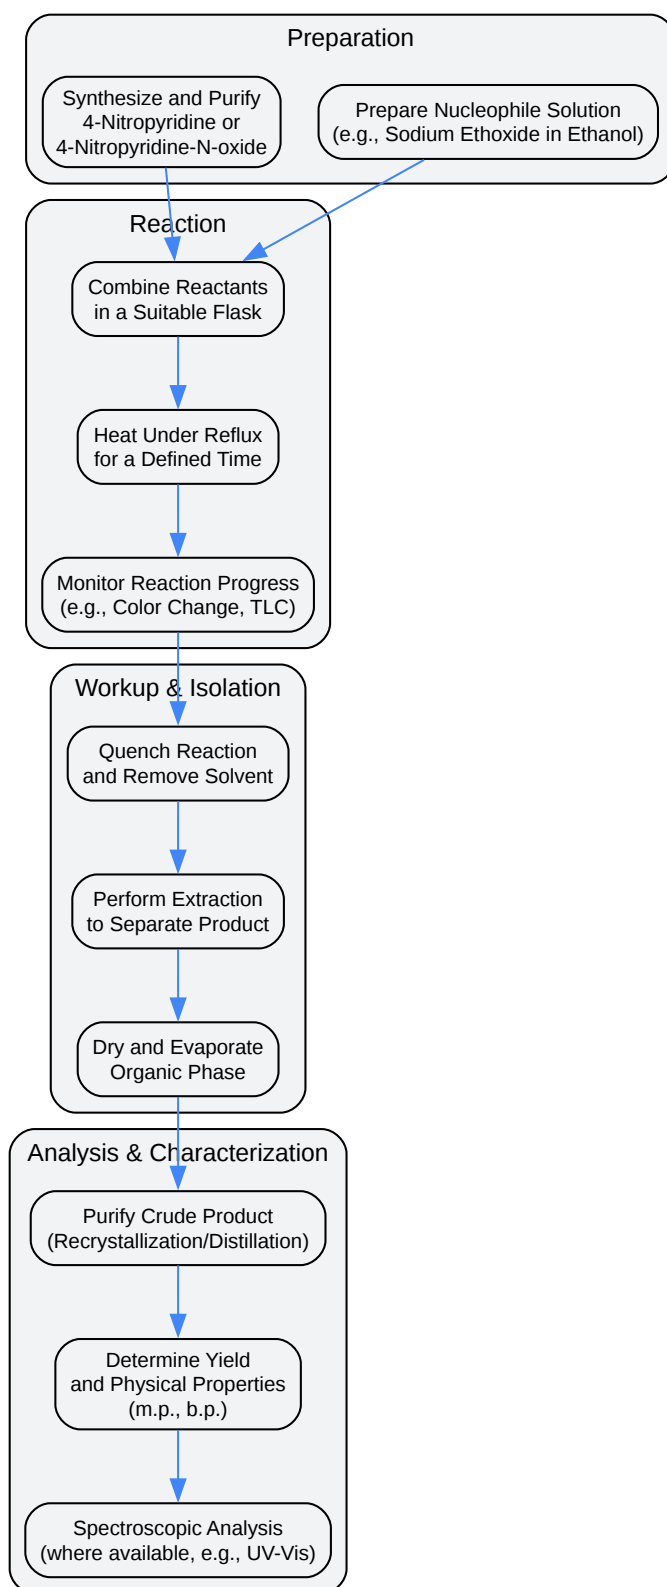 Preparation
Synthesize and Purify
4-Nitropyridine or
4-Nitropyridine-N-oxide
Prepare Nucleophile Solution
(e.g., Sodium Ethoxide in Ethanol)
Reaction
Combine Reactants
in a Suitable Flask
Heat Under Reflux
for a Defined Time
Monitor Reaction Progress
(e.g., Color Change, TLC)
Workup & Isolation
Quench Reaction
and Remove Solvent
Perform Extraction
to Separate Product
Dry and Evaporate
Organic Phase
Analysis & Characterization
Purify Crude Product
(Recrystallization/Distillation)
Determine Yield
and Physical Properties
(m.p., b.p.)
Spectroscopic Analysis
(where available, e.g., UV-Vis)